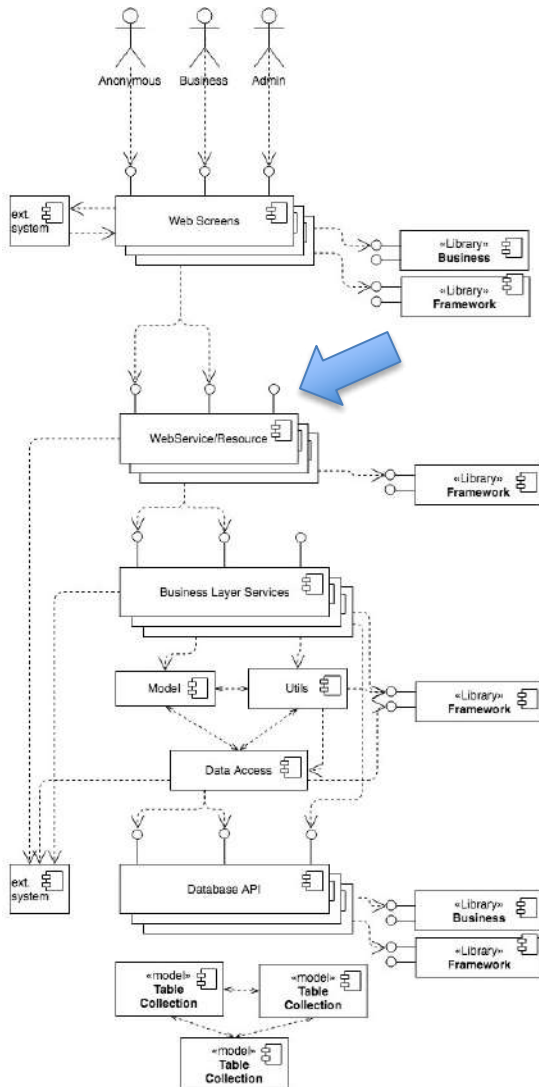 Anonymous
Business
Admin
ext.
system
Web Screens
«Library»
Business
«Library»
Framework
WebService/Resource
«Library»
Framework
Business Layer Services
Model
Utils
«Library»
Framework
Data Access
ext.
system
Database API
«Library»
Business
«Library»
Framework
«model»
Table
Collection
«model»
Table
Collection
«model»
Table
Collection